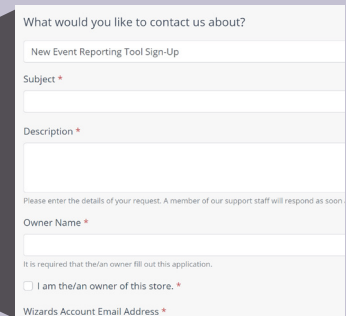 What would you like to contact us about?
New Event Reporting Tool Sign-Up
Subject *
Description *
Please enter the details of your request. A member of our support staff will respond as soon
Owner Name *
It is required that the/an owner fill out this application.
I am the/an owner of this store. *
Wizards Account Email Address *